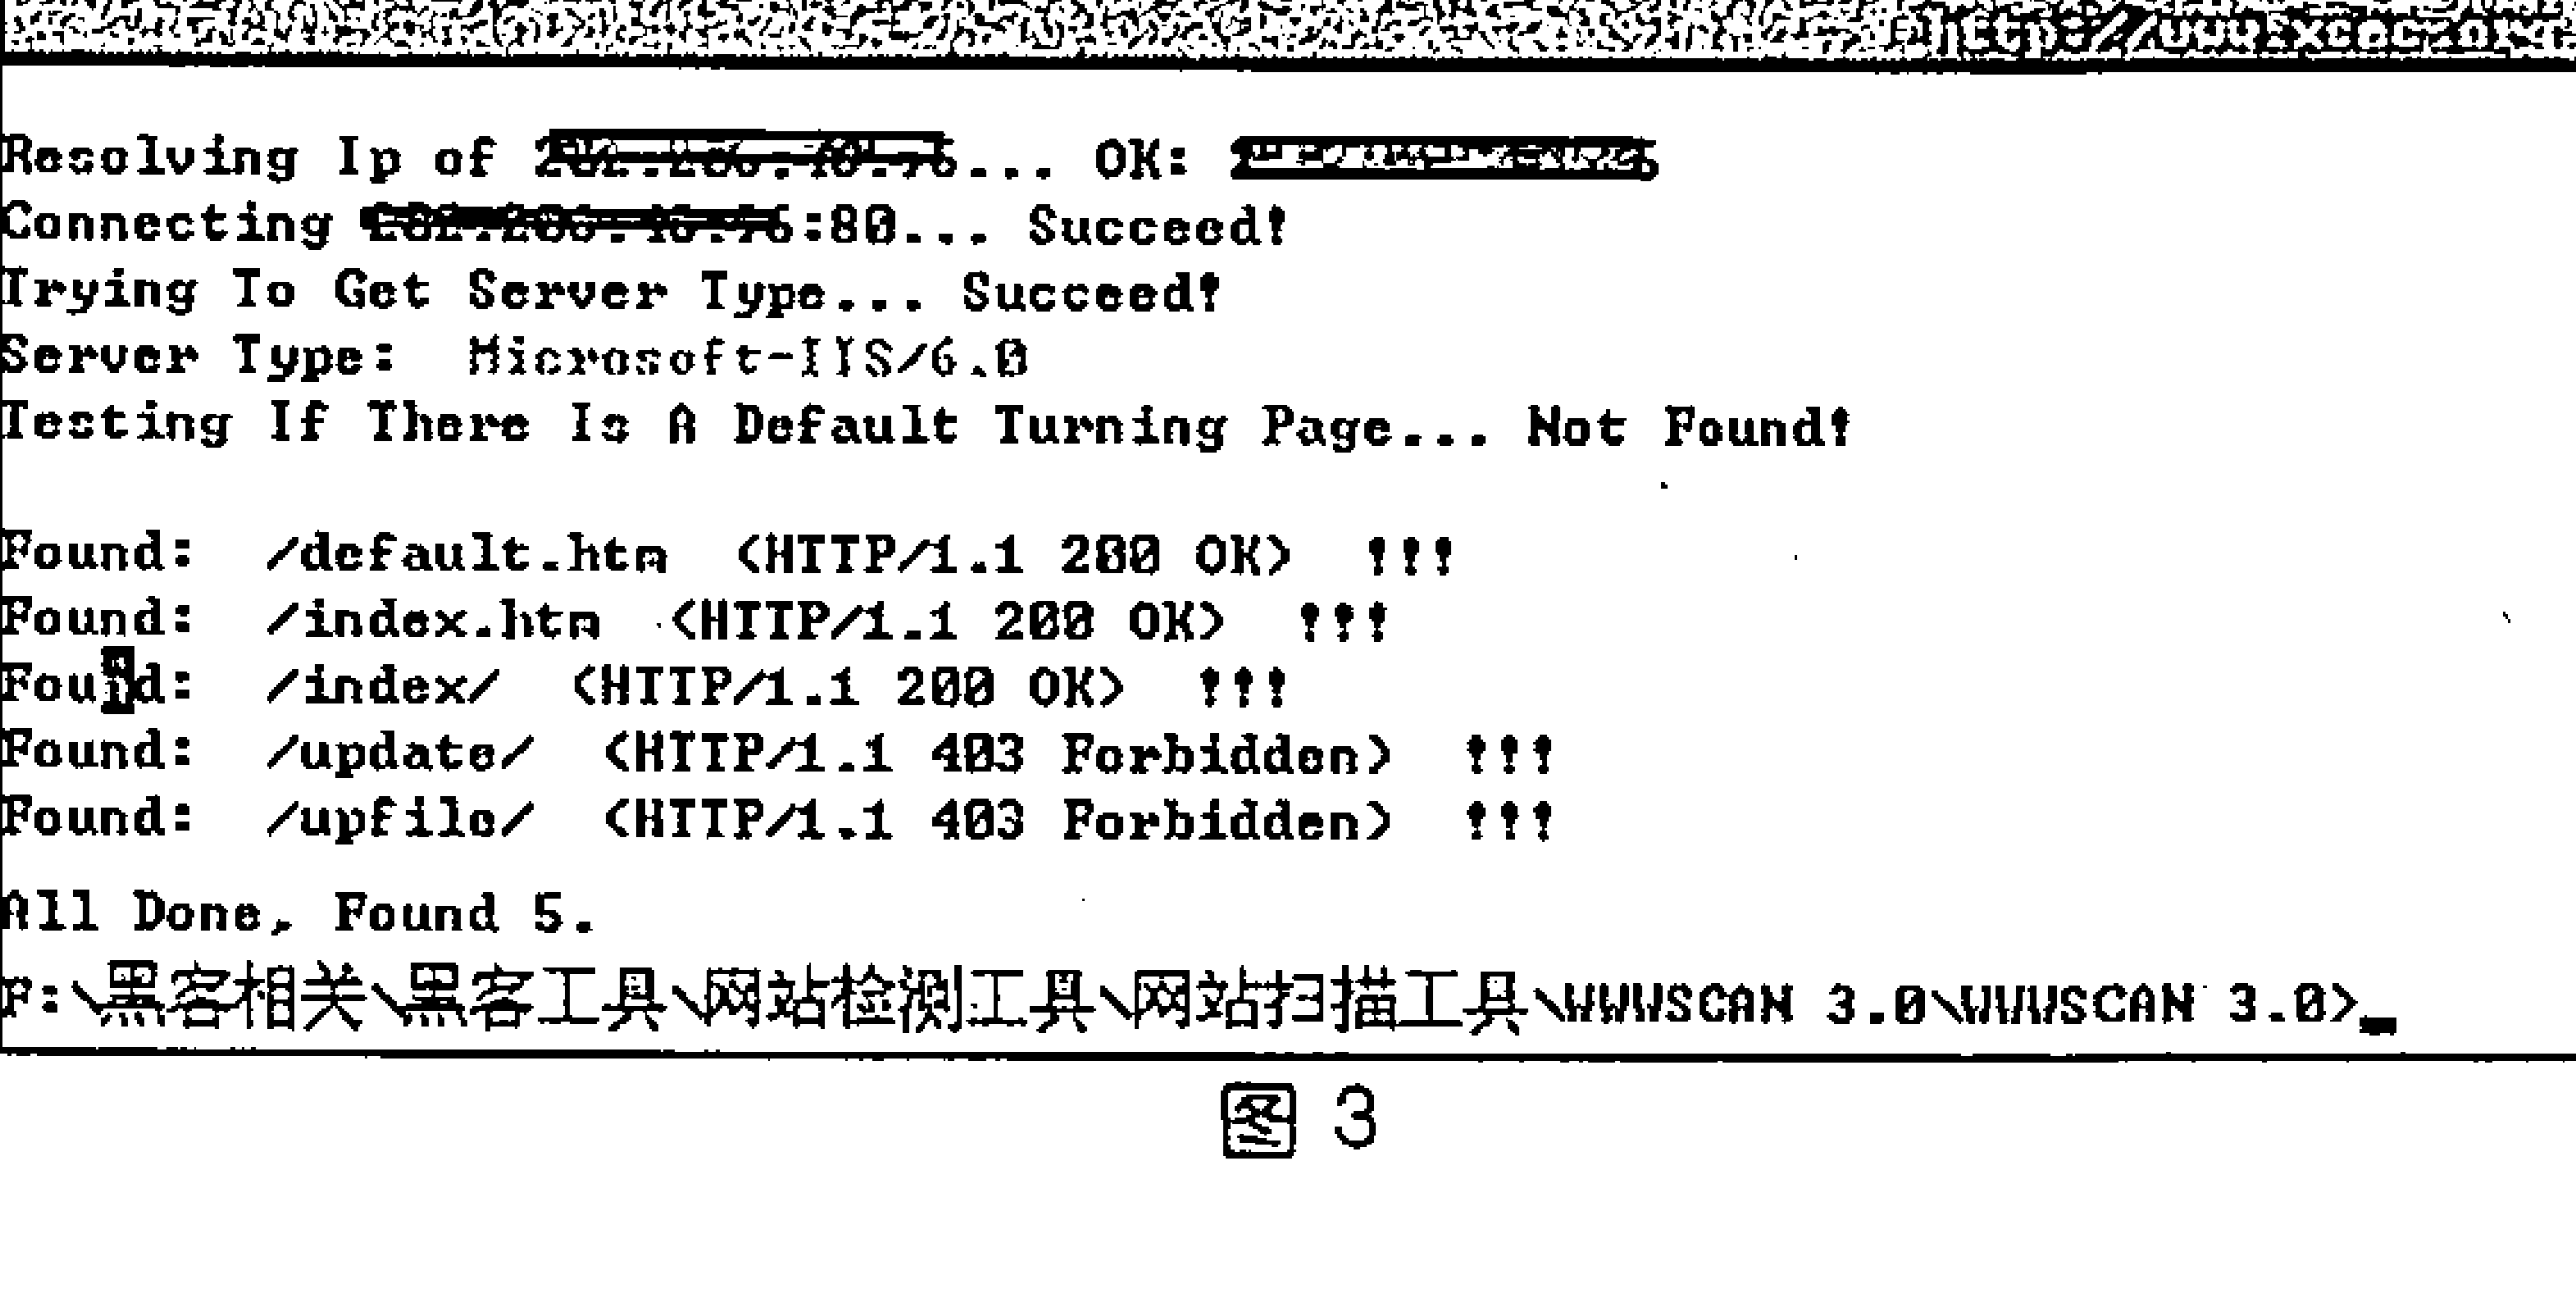 Resolving Ip of ... OK:
Connecting :80... Succeed!
Trying To Get Server Type... Succeed!
Server Type:  Microsoft-IIS/6.0
Testing If There Is A Default Turning Page... Not Found!
Found:  /default.htm  (HTTP/1.1 200 OK)  !!!
Found:  /index.htm  (HTTP/1.1 200 OK)  !!!
Found:  /index/  (HTTP/1.1 200 OK)  !!!
Found:  /update/  (HTTP/1.1 403 Forbidden)  !!!
Found:  /upfile/  (HTTP/1.1 403 Forbidden)  !!!
All Done, Found 5.
F:\黑客相关\黑客工具\网站检测工具\网站扫描工具\WWWSCAN 3.0\WWWSCAN 3.0>_
图 3